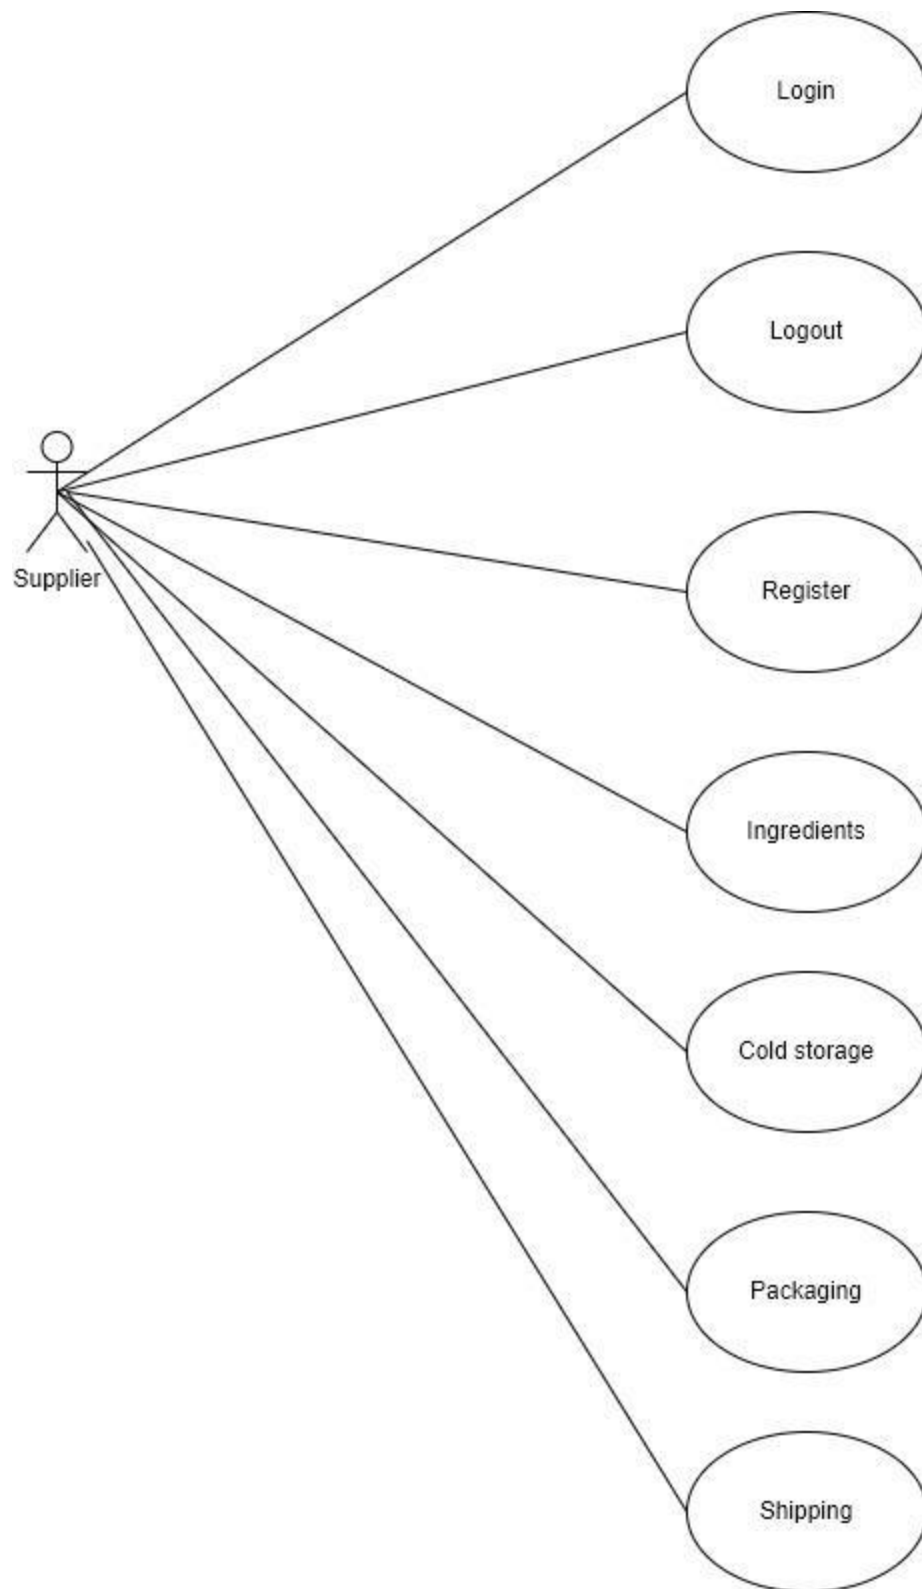 Login
Logout
Supplier
Register
Ingredients
Cold storage
Packaging
Shipping